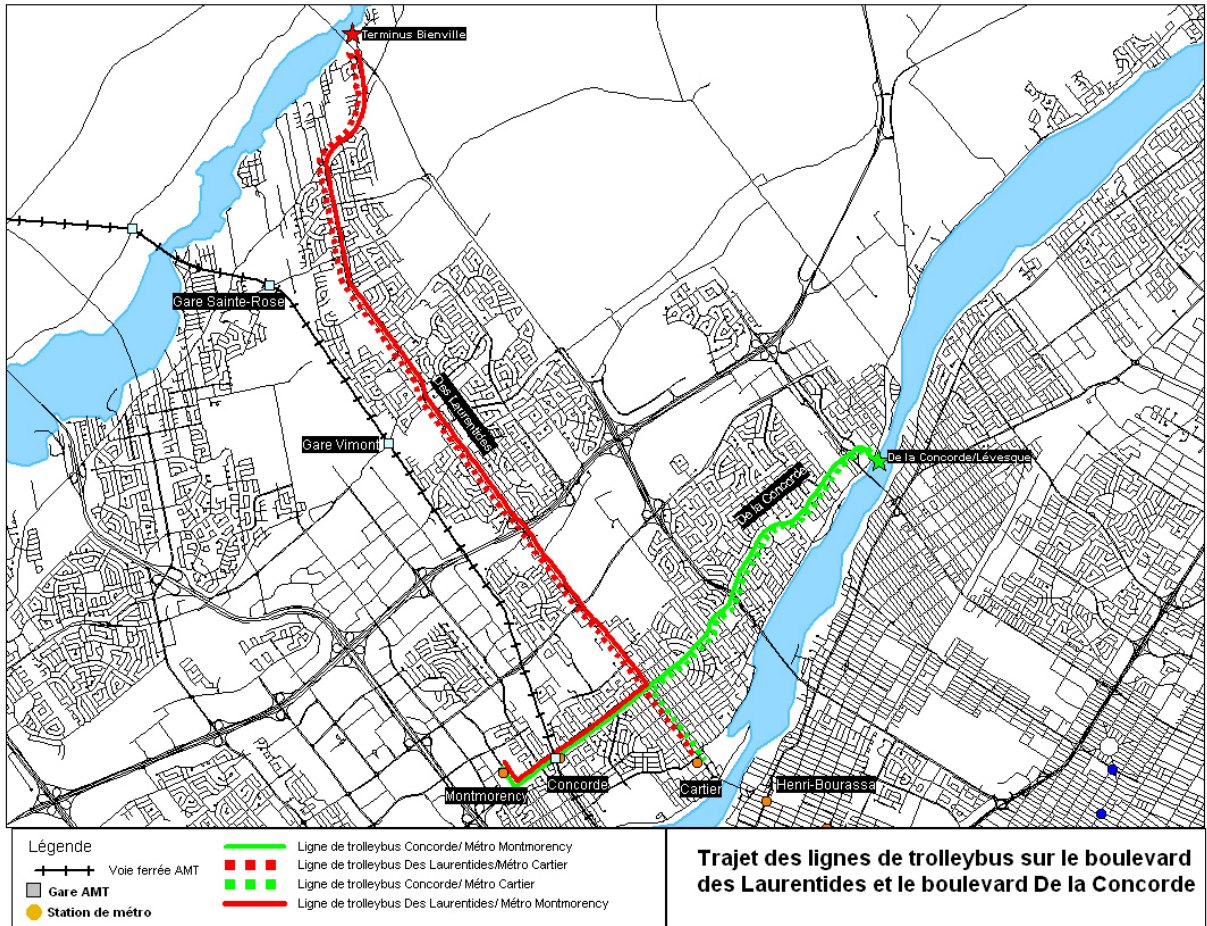 Terminus Bienville
Gare Sainte-Rose
Des Laurentides
Gare Vimont
De la Concorde/Lévesque
De la Concorde
Concorde
Montmorency
Cartier
Henri-Bourassa
Légende
Voie ferrée AMT
Gare AMT
Station de métro
Ligne de trolleybus Concorde/ Métro Montmorency
Ligne de trolleybus Des Laurentides/Métro Cartier
Ligne de trolleybus Concorde/ Métro Cartier
Ligne de trolleybus Des Laurentides/ Métro Montmorency
Trajet des lignes de trolleybus sur le boulevard
des Laurentides et le boulevard De la Concorde